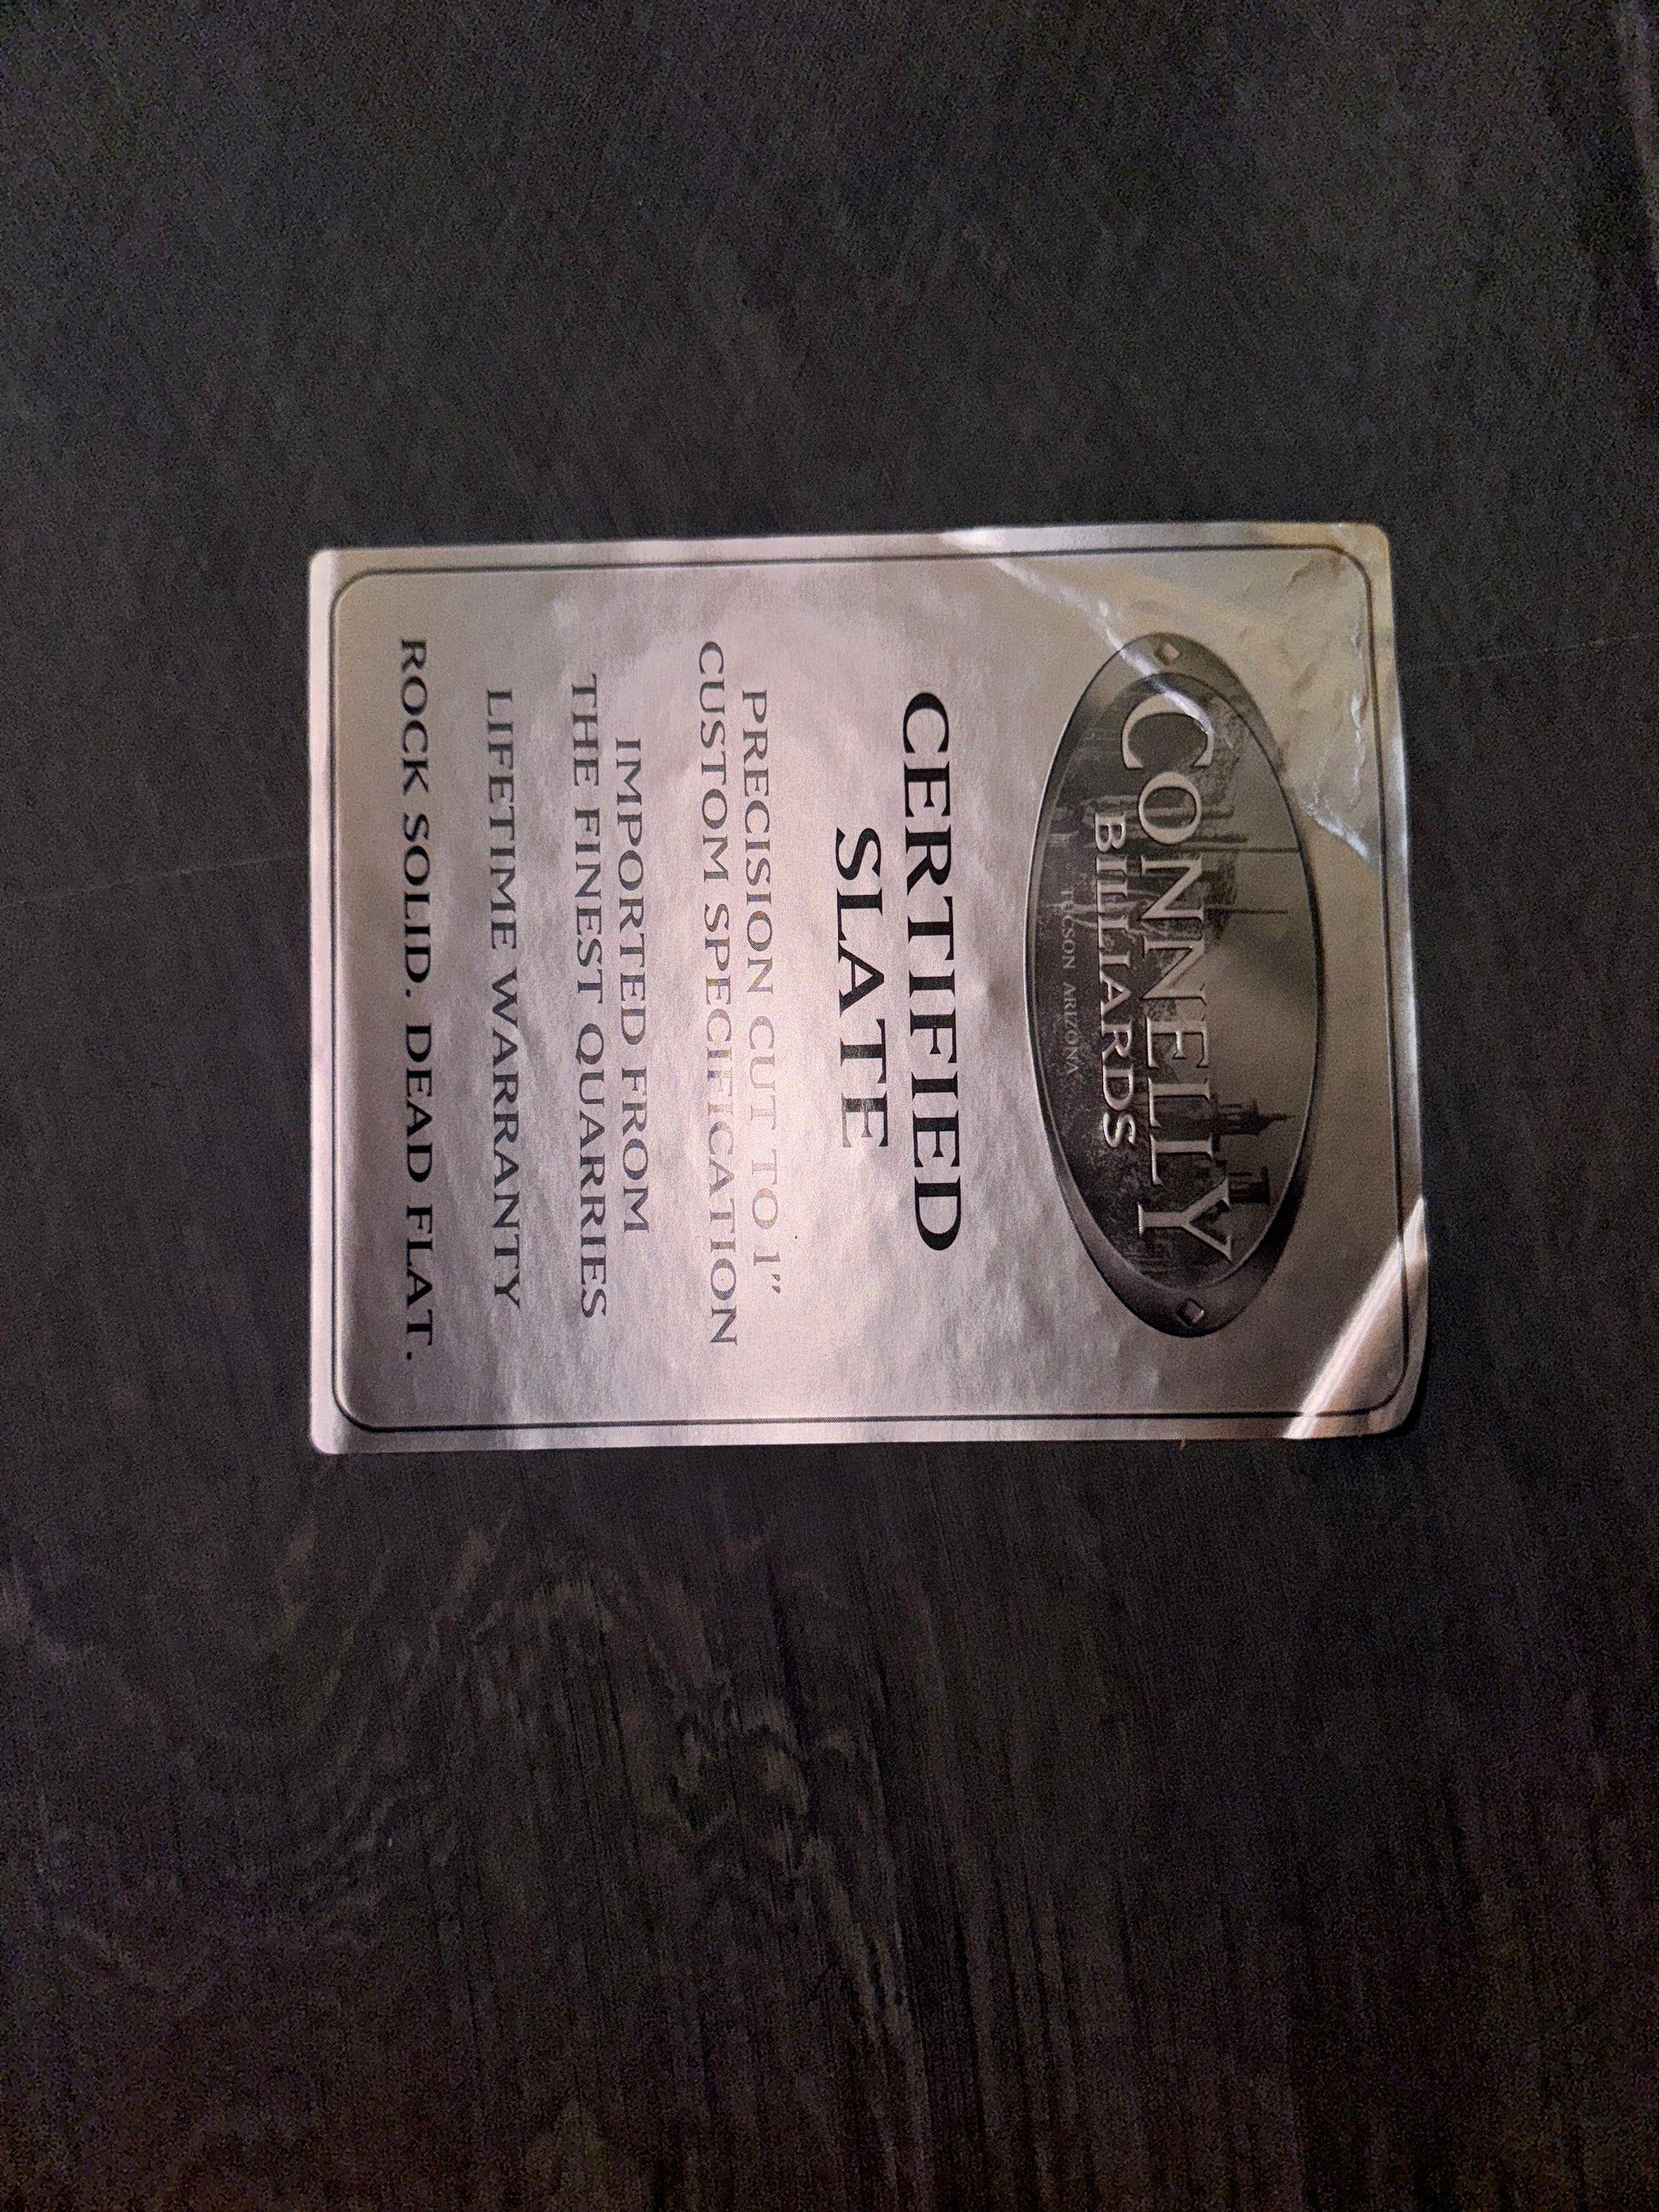 CONNELLY
BILLIARDS
TUCSON ARIZONA
CERTIFIED
SLATE
PRECISION CUT TO 1"
CUSTOM SPECIFICATION
IMPORTED FROM
THE FINEST QUARRIES
LIFETIME WARRANTY
ROCK SOLID. DEAD FLAT.